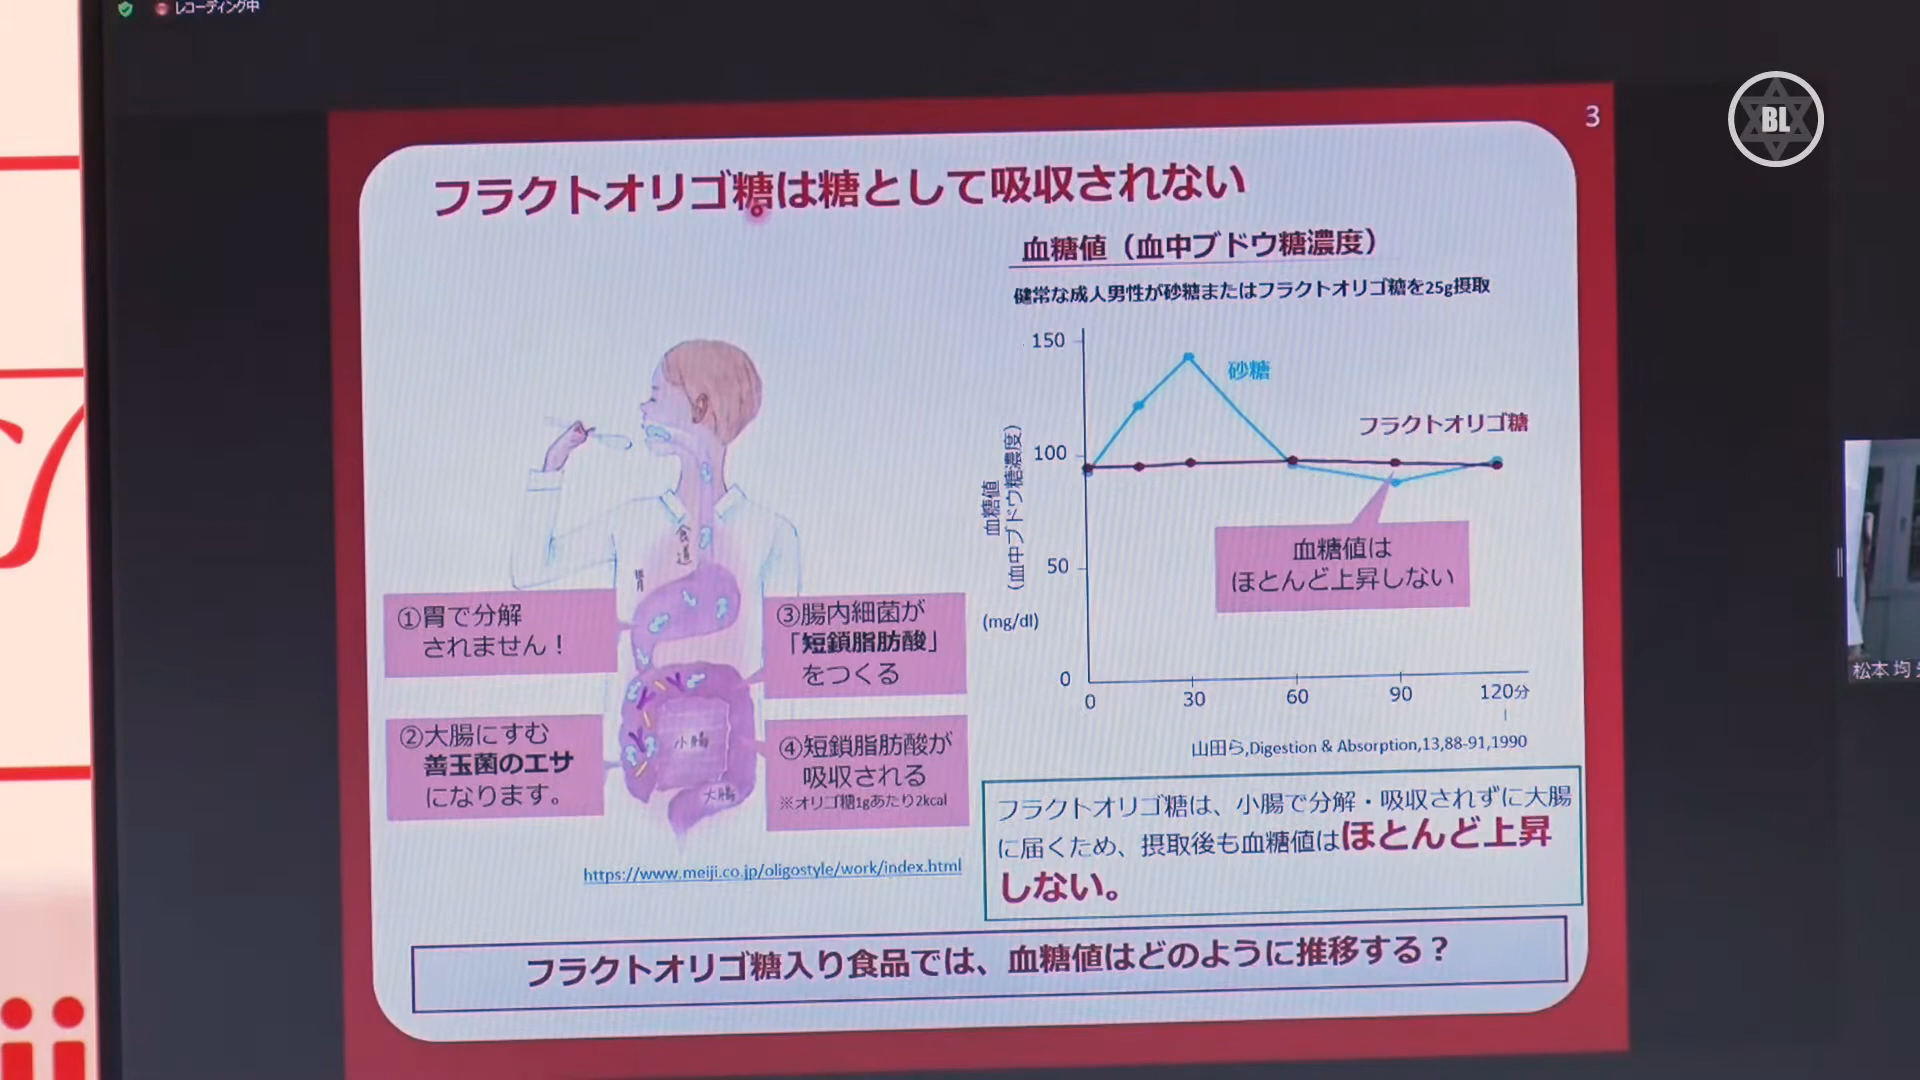 レコーディング中
BL
3
フラクトオリゴ糖は糖として吸収されない
血糖値（血中ブドウ糖濃度）
健常な成人男性が砂糖またはフラクトオリゴ糖を25g摂取
150
100
50
0
血糖値
（血中ブドウ糖濃度）
(mg/dl)
砂糖
フラクトオリゴ糖
血糖値は
ほとんど上昇しない
0
30
60
90
120分
山田ら,Digestion & Absorption,13,88-91,1990
食道
胃
小腸
大腸
①胃で分解
されません！
②大腸にすむ
善玉菌のエサ
になります。
③腸内細菌が
「短鎖脂肪酸」
をつくる
④短鎖脂肪酸が
吸収される
※オリゴ糖1gあたり2kcal
https://www.meiji.co.jp/oligostyle/work/index.html
フラクトオリゴ糖は、小腸で分解・吸収されずに大腸
に届くため、摂取後も血糖値はほとんど上昇
しない。
フラクトオリゴ糖入り食品では、血糖値はどのように推移する？
松本 均